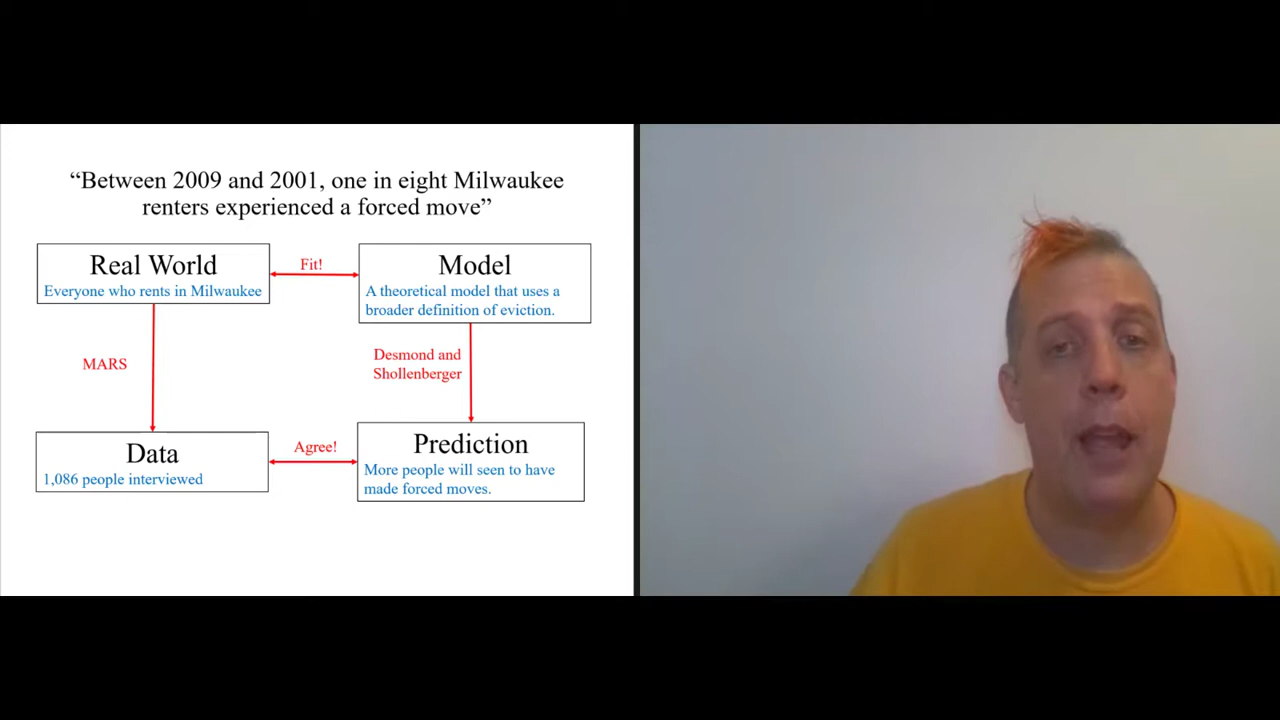 “Between 2009 and 2001, one in eight Milwaukee
renters experienced a forced move”
Real World
Everyone who rents in Milwaukee
Fit!
Model
A theoretical model that uses a
broader definition of eviction.
MARS
Desmond and
Shollenberger
Data
1,086 people interviewed
Agree!
Prediction
More people will seen to have
made forced moves.